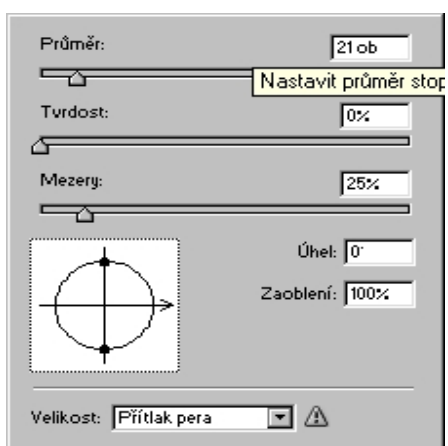 Průměr: 21 ob
Nastavit průměr stop
Tvrdost: 0%
Mezery: 25%
Úhel: 0°
Zaoblení: 100%
Velikost: Přítlak pera